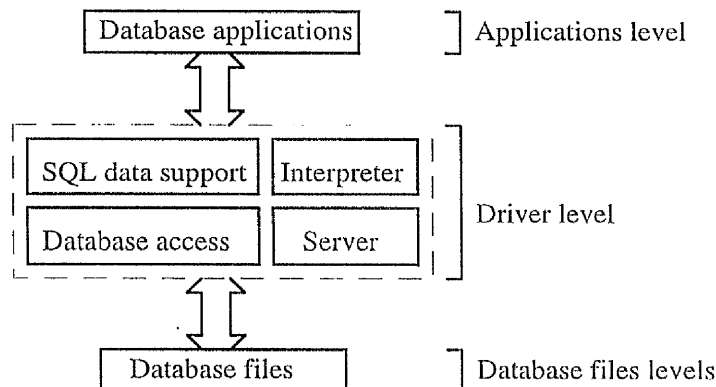 Database applications
Applications level
SQL data support
Interpreter
Driver level
Database access
Server
Database files
Database files levels